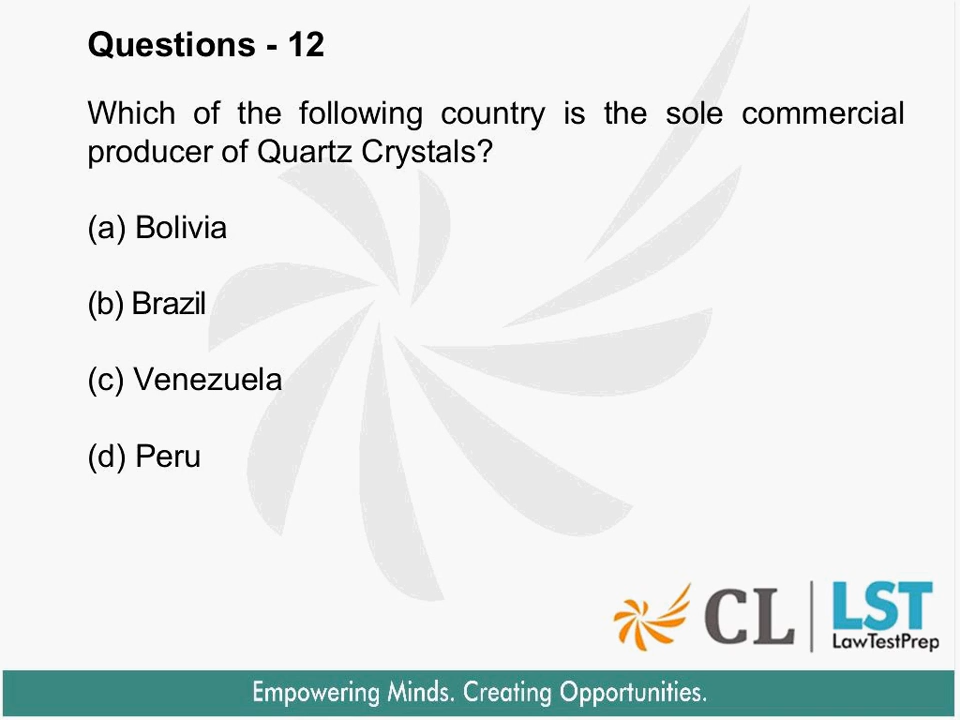 Questions - 12
Which of the following country is the sole commercial
producer of Quartz Crystals?
(a) Bolivia
(b) Brazil
(c) Venezuela
(d) Peru
CL
LST
LawTestPrep
Empowering Minds. Creating Opportunities.